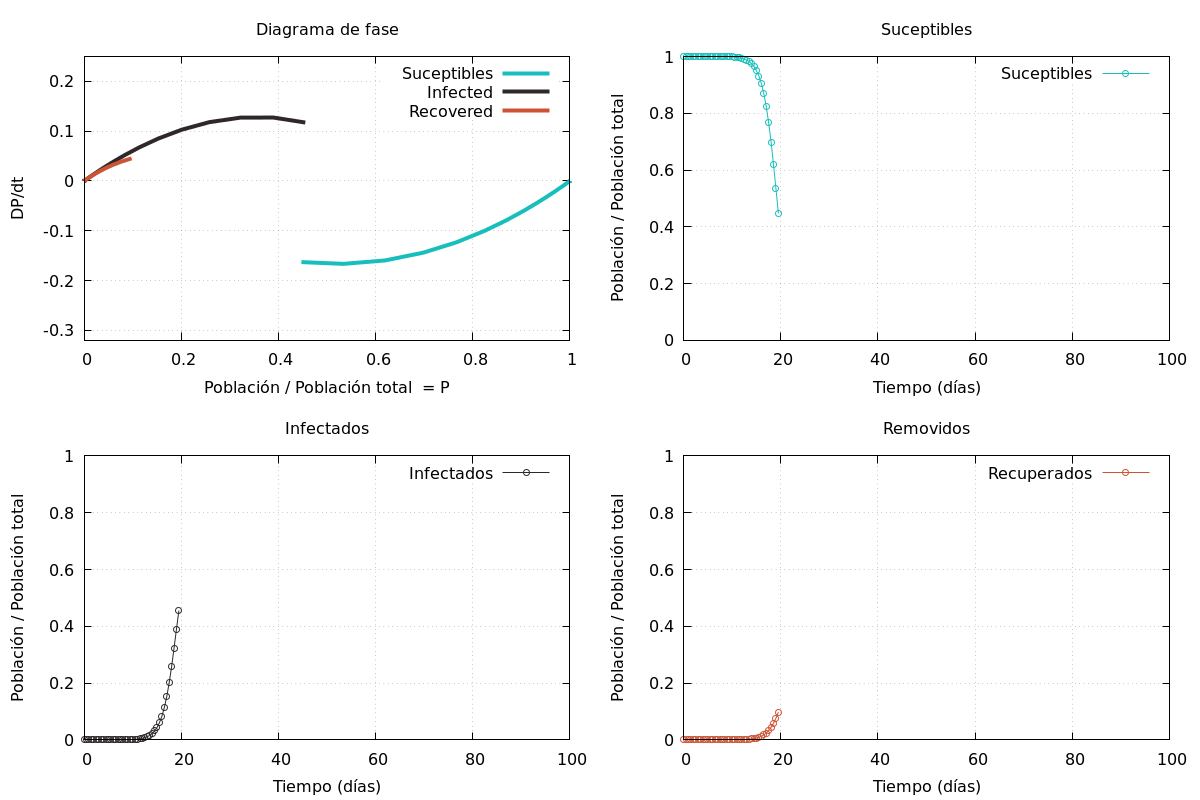 Diagrama de fase
DP/dt
0.2
0.1
0
-0.1
-0.2
-0.3
Suceptibles
Infected
Recovered
0 0.2 0.4 0.6 0.8 1
Población / Población total = P
Suceptibles
Población / Población total
1
0.8
0.6
0.4
0.2
0
Suceptibles
0 20 40 60 80 100
Tiempo (días)
Infectados
Población / Población total
1
0.8
0.6
0.4
0.2
0
Infectados
0 20 40 60 80 100
Tiempo (días)
Removidos
Población / Población total
1
0.8
0.6
0.4
0.2
0
Recuperados
0 20 40 60 80 100
Tiempo (días)